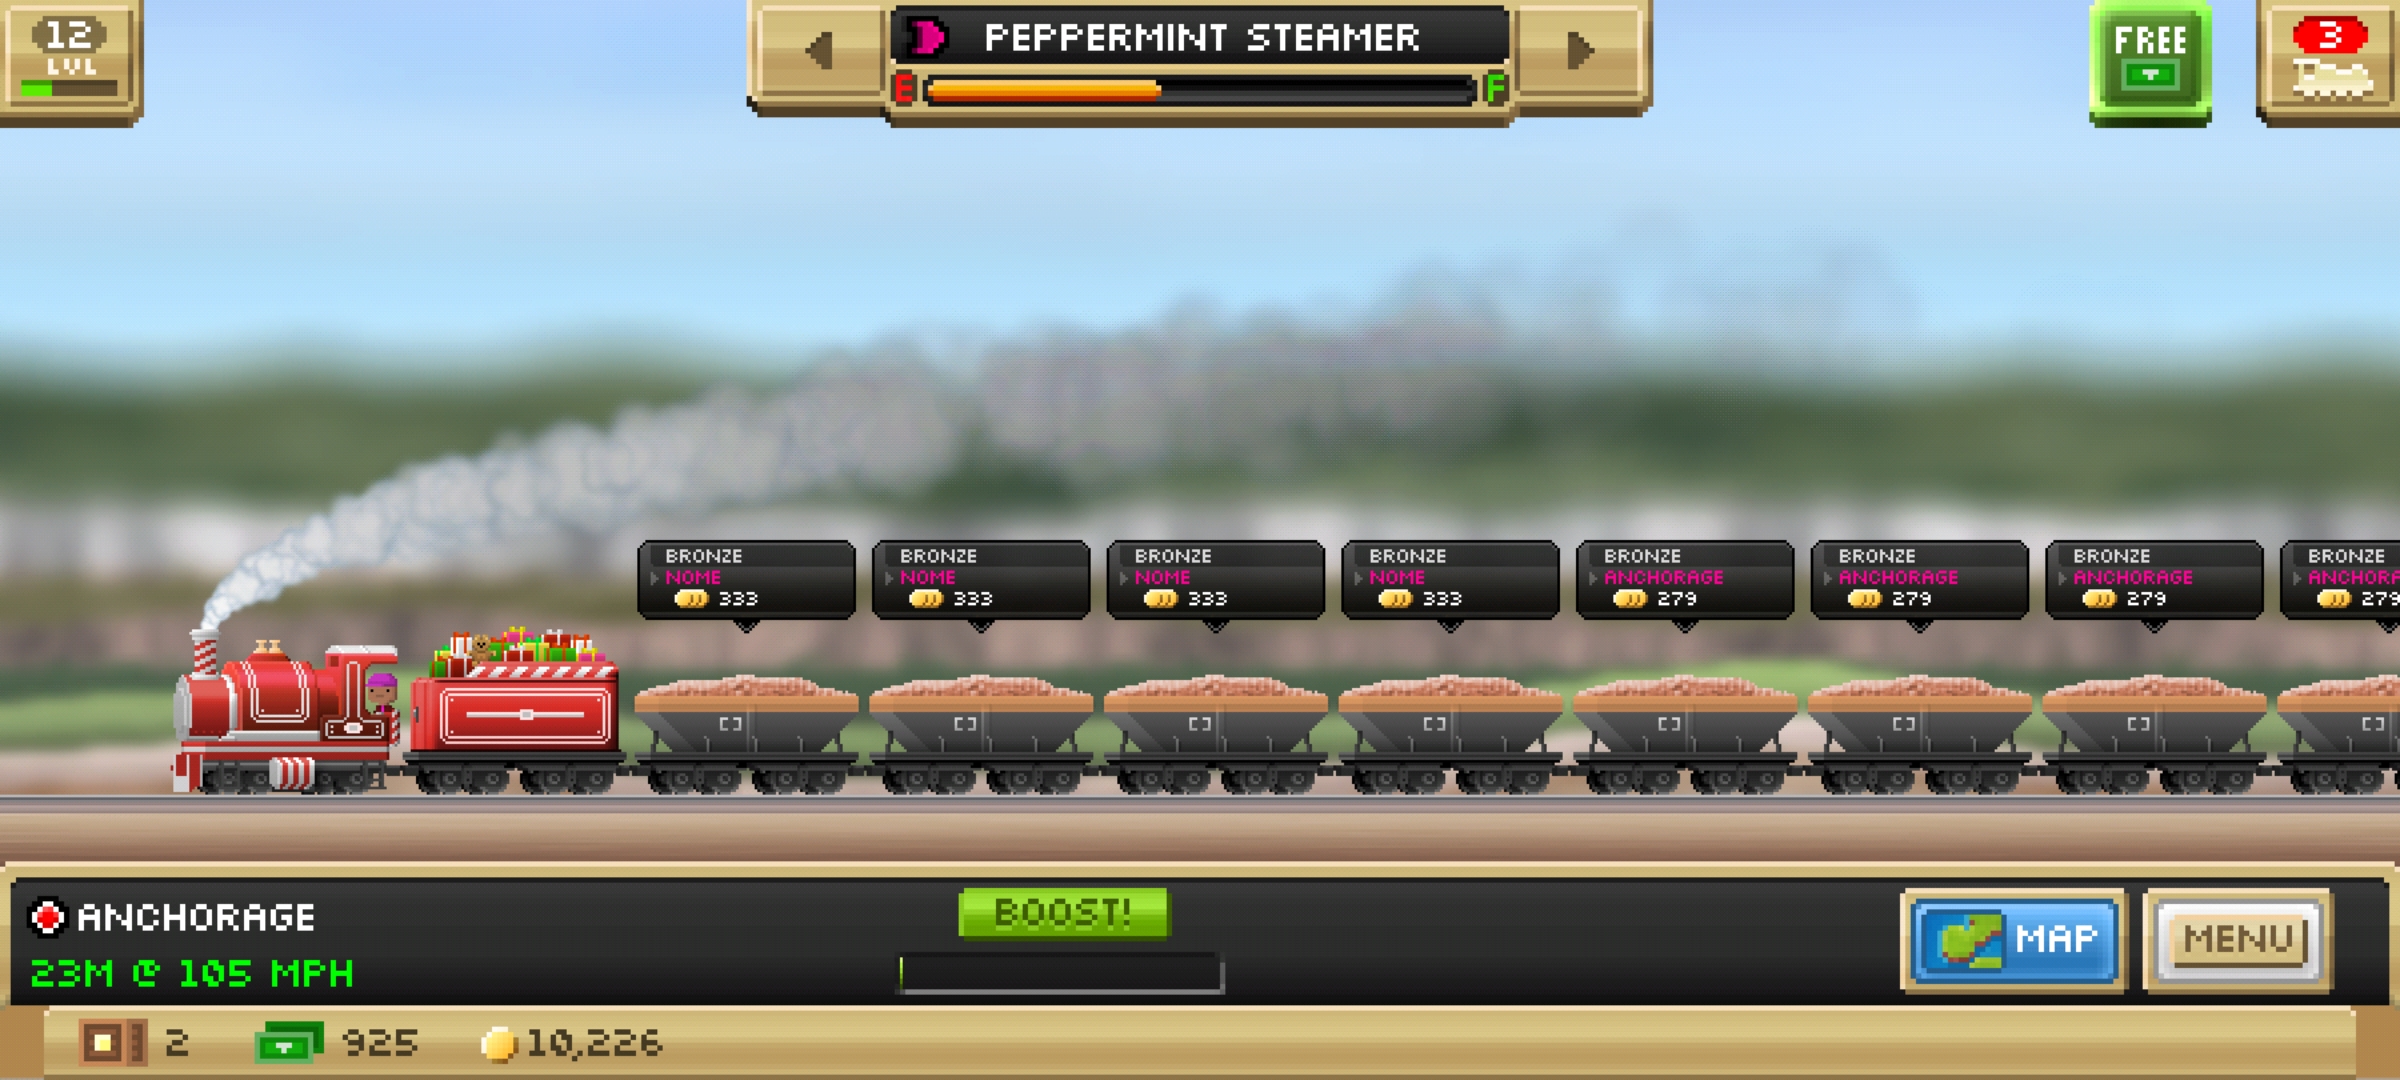 12
LVL
PEPPERMINT STEAMER
E F
FREE
3
BRONZE
NOME
333
BRONZE
NOME
333
BRONZE
NOME
333
BRONZE
NOME
333
BRONZE
ANCHORAGE
279
BRONZE
ANCHORAGE
279
BRONZE
ANCHORAGE
279
BRONZE
ANCHORA
279
ANCHORAGE
23M @ 105 MPH
BOOST!
MAP
MENU
2
925
10,226